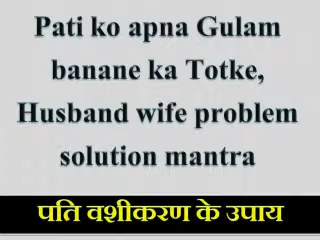 Pati ko apna Gulam
banane ka Totke,
Husband wife problem
solution mantra
पति वशीकरण के उपाय